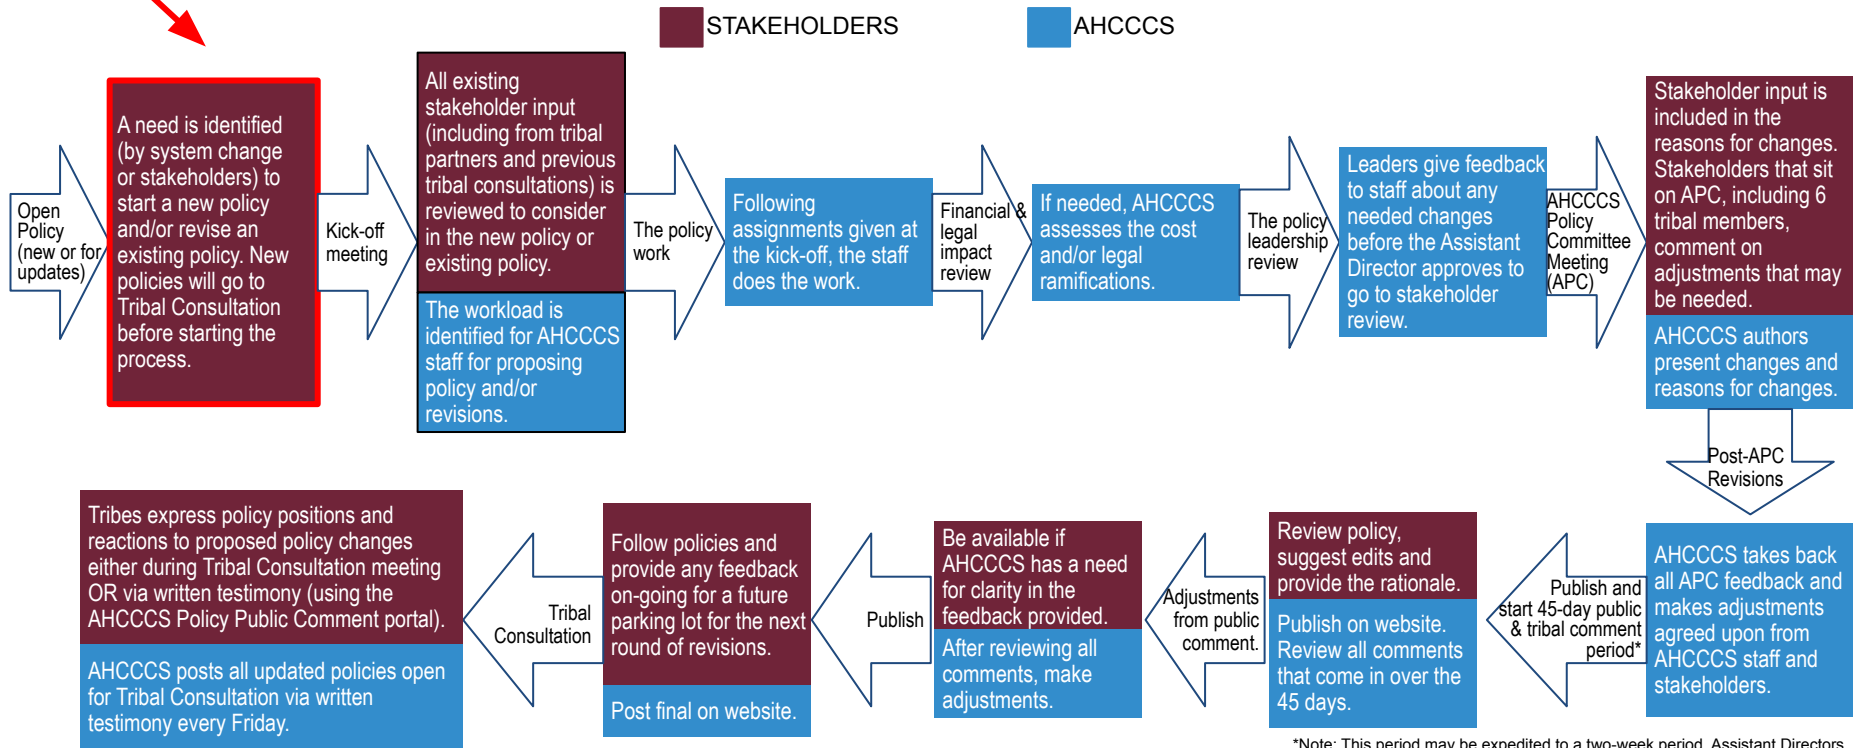 STAKEHOLDERS
AHCCCS
Open
Policy
(new or for
updates)
A need is identified
(by system change
or stakeholders) to
start a new policy
and/or revise an
existing policy. New
policies will go to
Tribal Consultation
before starting the
process.
Kick-off
meeting
All existing
stakeholder input
(including from tribal
partners and previous
tribal consultations) is
reviewed to consider
in the new policy or
existing policy.
The workload is
identified for AHCCCS
staff for proposing
policy and/or
revisions.
The policy
work
Following
assignments given at
the kick-off, the staff
does the work.
Financial &
legal
impact
review
If needed, AHCCCS
assesses the cost
and/or legal
ramifications.
The policy
leadership
review
Leaders give feedback
to staff about any
needed changes
before the Assistant
Director approves to
go to stakeholder
review.
AHCCCS
Policy
Committee
Meeting
(APC)
Stakeholder input is
included in the
reasons for changes.
Stakeholders that sit
on APC, including 6
tribal members,
comment on
adjustments that may
be needed.
AHCCCS authors
present changes and
reasons for changes.
Post-APC
Revisions
AHCCCS takes back
all APC feedback and
makes adjustments
agreed upon from
AHCCCS staff and
stakeholders.
Publish and
start 45-day public
& tribal comment
period*
Review policy,
suggest edits and
provide the rationale.
Publish on website.
Review all comments
that come in over the
45 days.
Adjustments
from public
comment.
Be available if
AHCCCS has a need
for clarity in the
feedback provided.
After reviewing all
comments, make
adjustments.
Publish
Follow policies and
provide any feedback
on-going for a future
parking lot for the next
round of revisions.
Post final on website.
Tribal
Consultation
Tribes express policy positions and
reactions to proposed policy changes
either during Tribal Consultation meeting
OR via written testimony (using the
AHCCCS Policy Public Comment portal).
AHCCCS posts all updated policies open
for Tribal Consultation via written
testimony every Friday.
*Note: This period may be expedited to a two-week period. Assistant Directors